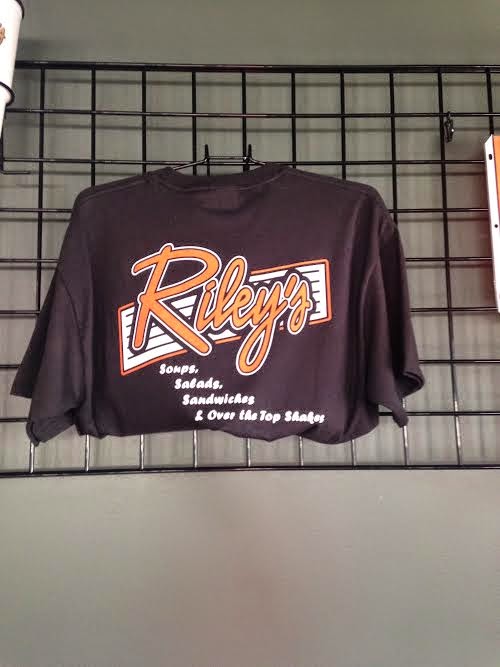 Riley's
Soups,
Salads,
Sandwiches
& Over the Top Shakes